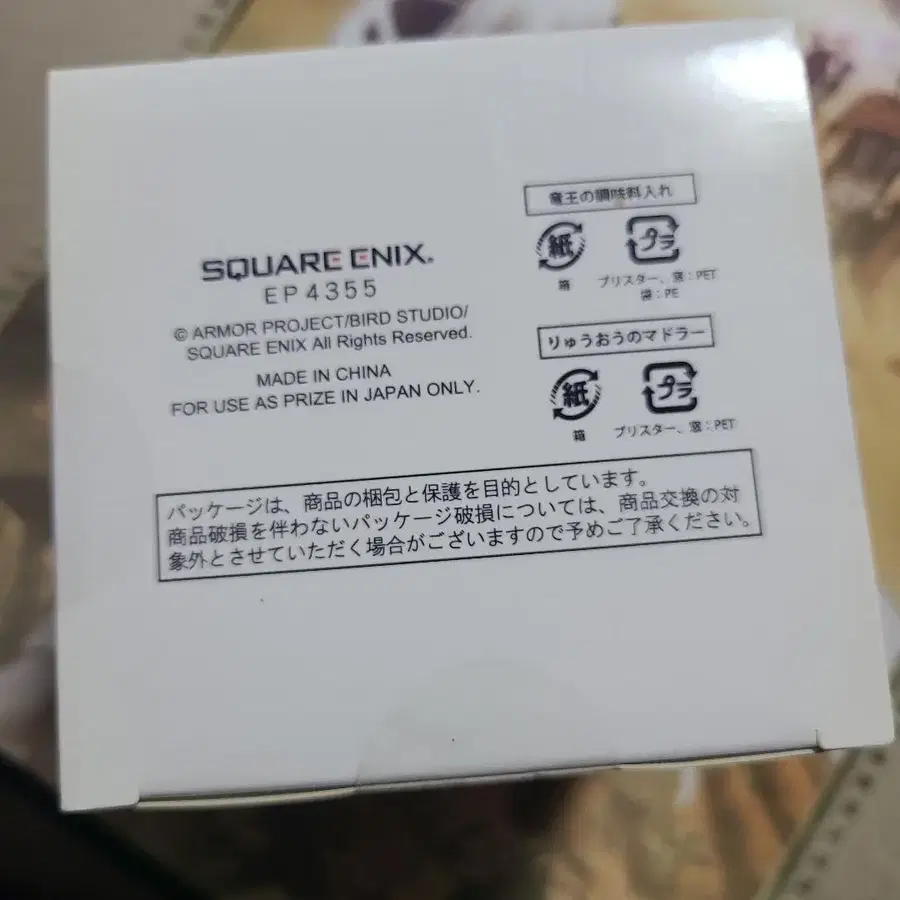 SQUARE ENIX.
EP4355
© ARMOR PROJECT/BIRD STUDIO/
SQUARE ENIX All Rights Reserved.
MADE IN CHINA
FOR USE AS PRIZE IN JAPAN ONLY.
竜王の調味料入れ
紙
プラ
箱
ブリスター、窓:PET
袋:PE
りゅうおうのマドラー
紙
プラ
箱
ブリスター、窓:PET
パッケージは、商品の梱包と保護を目的としています。
商品破損を伴わないパッケージ破損については、商品交換の対
象外とさせていただく場合がございますので予めご了承ください。